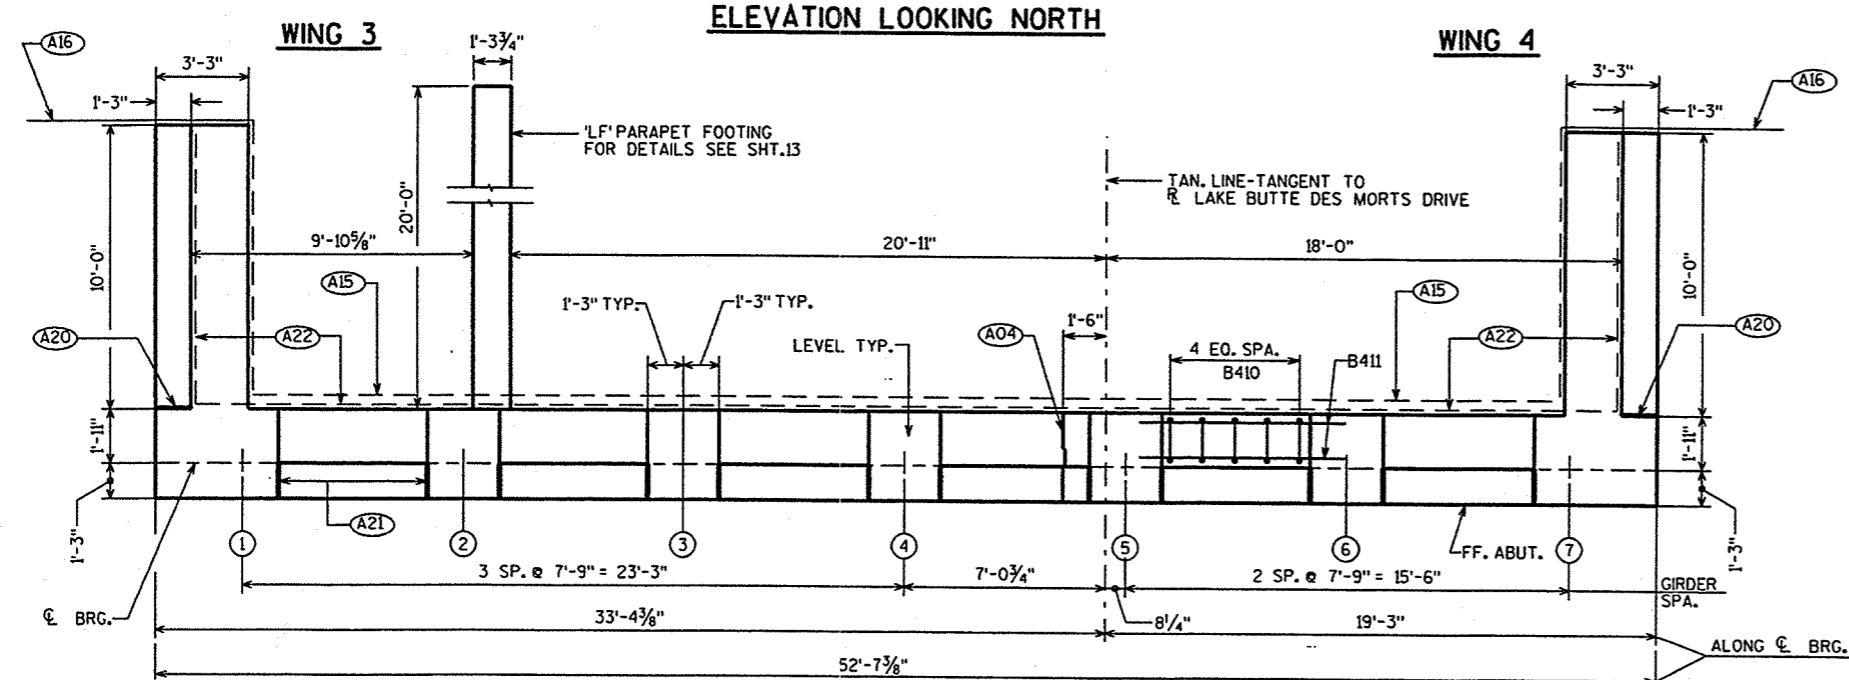 ELEVATION LOOKING NORTH
WING 3
WING 4
A16
3'-3"
1'-3"
1'-3¾"
3'-3"
A16
1'-3"
'LF' PARAPET FOOTING
FOR DETAILS SEE SHT.13
TAN. LINE-TANGENT TO
℞ LAKE BUTTE DES MORTS DRIVE
20'-0"
10'-0"
9'-10⅝"
20'-11"
18'-0"
10'-0"
A15
A15
1'-3" TYP.
1'-3" TYP.
A20
A22
LEVEL TYP.
A04
1'-6"
4 EQ. SPA.
B410
B411
A22
A20
1'-11"
1'-11"
1'-3"
A21
FF. ABUT.
1'-3"
1
2
3
4
5
6
7
3 SP. @ 7'-9" = 23'-3"
7'-0¾"
2 SP. @ 7'-9" = 15'-6"
GIRDER
SPA.
℄ BRG.
33'-4⅜"
8¼"
19'-3"
52'-7⅜"
ALONG ℄ BRG.